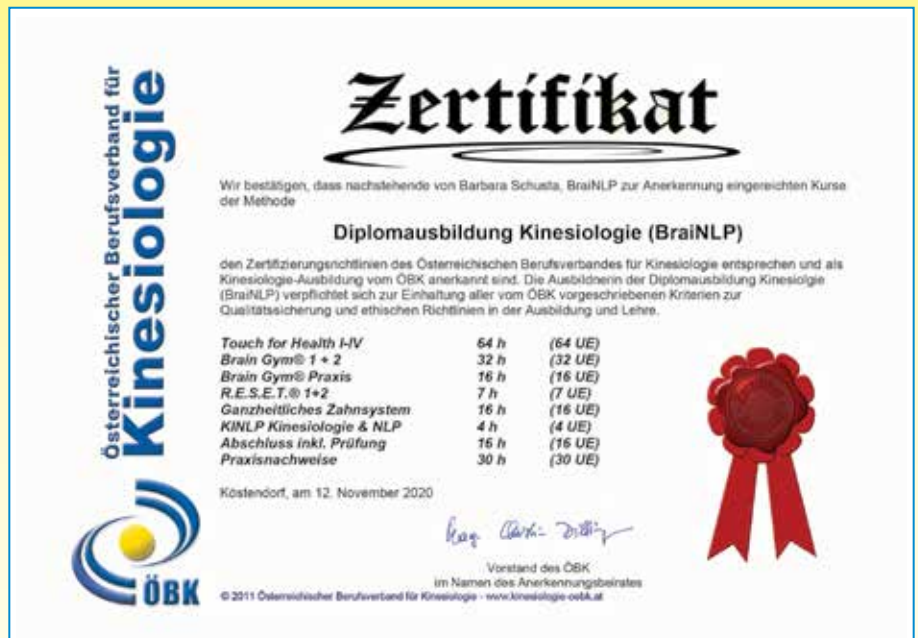 Österreichischer Berufsverband für
Kinesiologie
ÖBK
Zertifikat
Wir bestätigen, dass nachstehende von Barbara Schusta, BraiNLP zur Anerkennung eingereichten Kurse
der Methode
Diplomausbildung Kinesiologie (BraiNLP)
den Zertifizierungsrichtlinien des Österreichischen Berufsverbandes für Kinesiologie entsprechen und als
Kinesiologie-Ausbildung vom ÖBK anerkannt sind. Die Ausbildnerin der Diplomausbildung Kinesiolgie
(BraiNLP) verpflichtet sich zur Einhaltung aller vom ÖBK vorgeschriebenen Kriterien zur
Qualitätssicherung und ethischen Richtlinien in der Ausbildung und Lehre.
Touch for Health I-IV 64 h (64 UE)
Brain Gym® 1 + 2 32 h (32 UE)
Brain Gym® Praxis 16 h (16 UE)
R.E.S.E.T.® 1+2 7 h (7 UE)
Ganzheitliches Zahnsystem 16 h (16 UE)
KINLP Kinesiologie & NLP 4 h (4 UE)
Abschluss inkl. Prüfung 16 h (16 UE)
Praxisnachweise 30 h (30 UE)
Köstendorf, am 12. November 2020
Vorstand des ÖBK
im Namen des Anerkennungsbeirates
© 2011 Österreichischer Berufsverband für Kinesiologie - www.kinesiologie-oebk.at